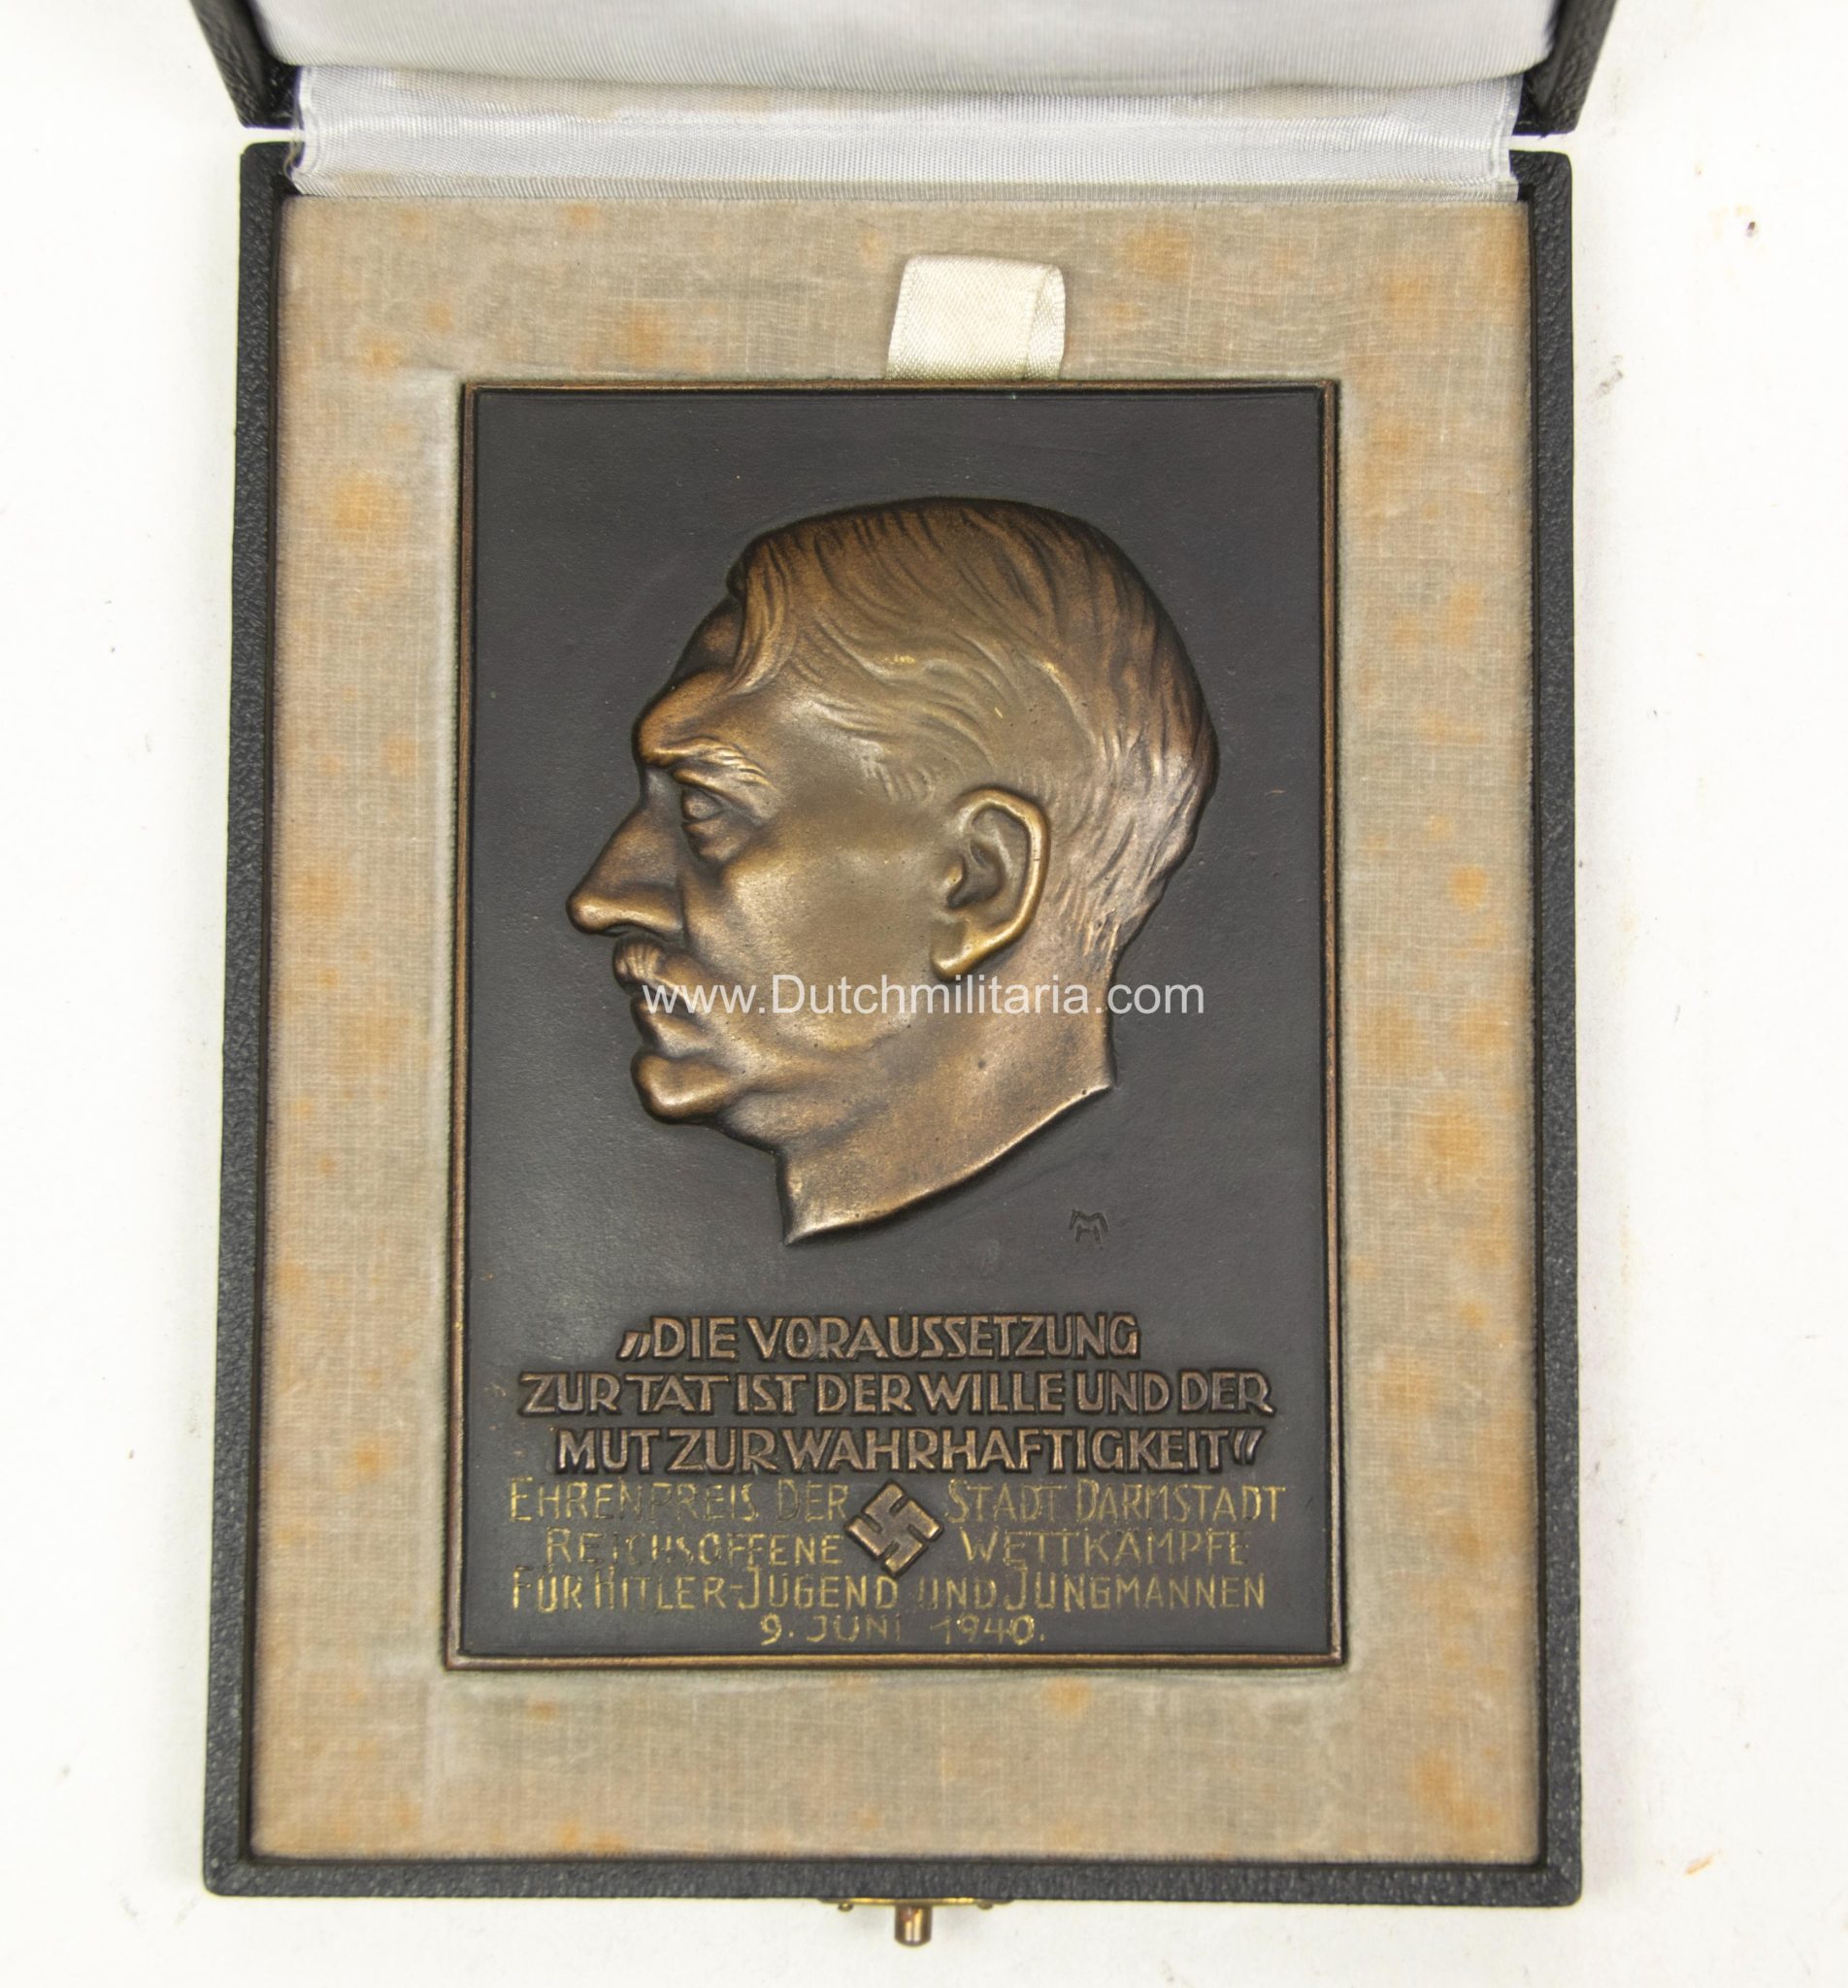 www.Dutchmilitaria.com
M
„DIE VORAUSSETZUNG
ZUR TAT IST DER WILLE UND DER
MUT ZUR WAHRHAFTIGKEIT"
EHRENPREIS DER STADT DARMSTADT
REICHSOFFENE WETTKÄMPFE
FÜR HITLER-JUGEND UND JUNGMANNEN
9. JUNI 1940.